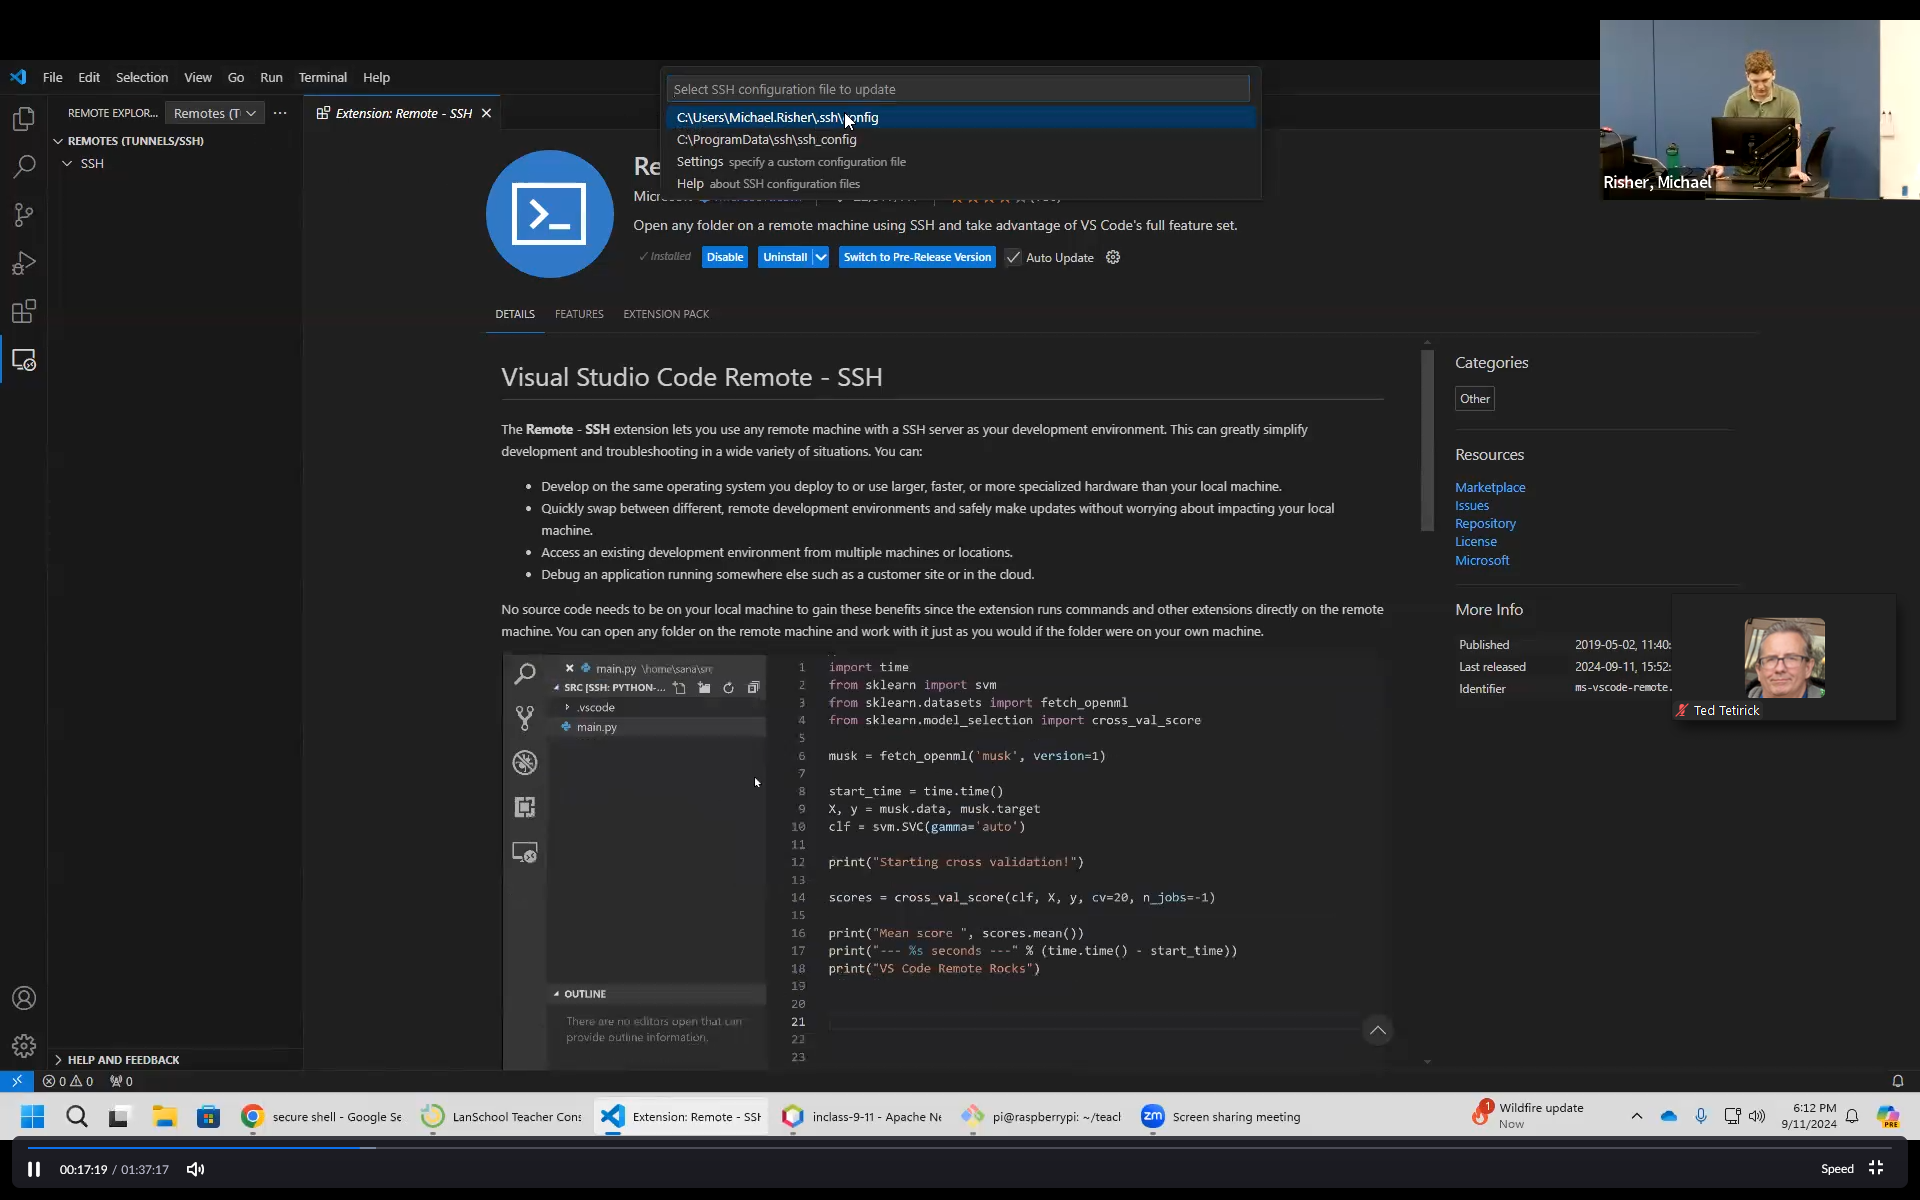 File Edit Selection View Go Run Terminal Help
Select SSH configuration file to update
C:\Users\Michael.Risher\.ssh\config
C:\ProgramData\ssh\ssh_config
Settings specify a custom configuration file
Help about SSH configuration files
REMOTE EXPLOR... Remotes (T
REMOTES (TUNNELS/SSH)
SSH
Extension: Remote - SSH
Re
Open any folder on a remote machine using SSH and take advantage of VS Code's full feature set.
Installed Disable Uninstall Switch to Pre-Release Version Auto Update
DETAILS FEATURES EXTENSION PACK
Visual Studio Code Remote - SSH
The Remote - SSH extension lets you use any remote machine with a SSH server as your development environment. This can greatly simplify
development and troubleshooting in a wide variety of situations. You can:
Develop on the same operating system you deploy to or use larger, faster, or more specialized hardware than your local machine.
Quickly swap between different, remote development environments and safely make updates without worrying about impacting your local
machine.
Access an existing development environment from multiple machines or locations.
Debug an application running somewhere else such as a customer site or in the cloud.
No source code needs to be on your local machine to gain these benefits since the extension runs commands and other extensions directly on the remote
machine. You can open any folder on the remote machine and work with it just as you would if the folder were on your own machine.
main.py \home\sana\src
SRC [SSH: PYTHON-...
.vscode
main.py
OUTLINE
There are no editors open that can
provide outline information.
1 import time
2 from sklearn import svm
3 from sklearn.datasets import fetch_openml
4 from sklearn.model_selection import cross_val_score
5
6 musk = fetch_openml('musk', version=1)
7
8 start_time = time.time()
9 X, y = musk.data, musk.target
10 clf = svm.SVC(gamma='auto')
11
12 print("Starting cross validation!")
13
14 scores = cross_val_score(clf, X, y, cv=20, n_jobs=-1)
15
16 print("Mean score ", scores.mean())
17 print("--- %s seconds ---" % (time.time() - start_time))
18 print("VS Code Remote Rocks")
19
20
21
22
23
Categories
Other
Resources
Marketplace
Issues
Repository
License
Microsoft
More Info
Published 2019-05-02, 11:40:
Last released 2024-09-11, 15:52:
Identifier ms-vscode-remote.
Risher, Michael
Ted Tetirick
HELP AND FEEDBACK
0 0 0
secure shell - Google Se
LanSchool Teacher Cons
Extension: Remote - SSH
inclass-9-11 - Apache Ne
pi@raspberrypi: ~/teach
zm Screen sharing meeting
1 Wildfire update
Now
6:12 PM
9/11/2024
PRE
00:17:19 / 01:37:17
Speed